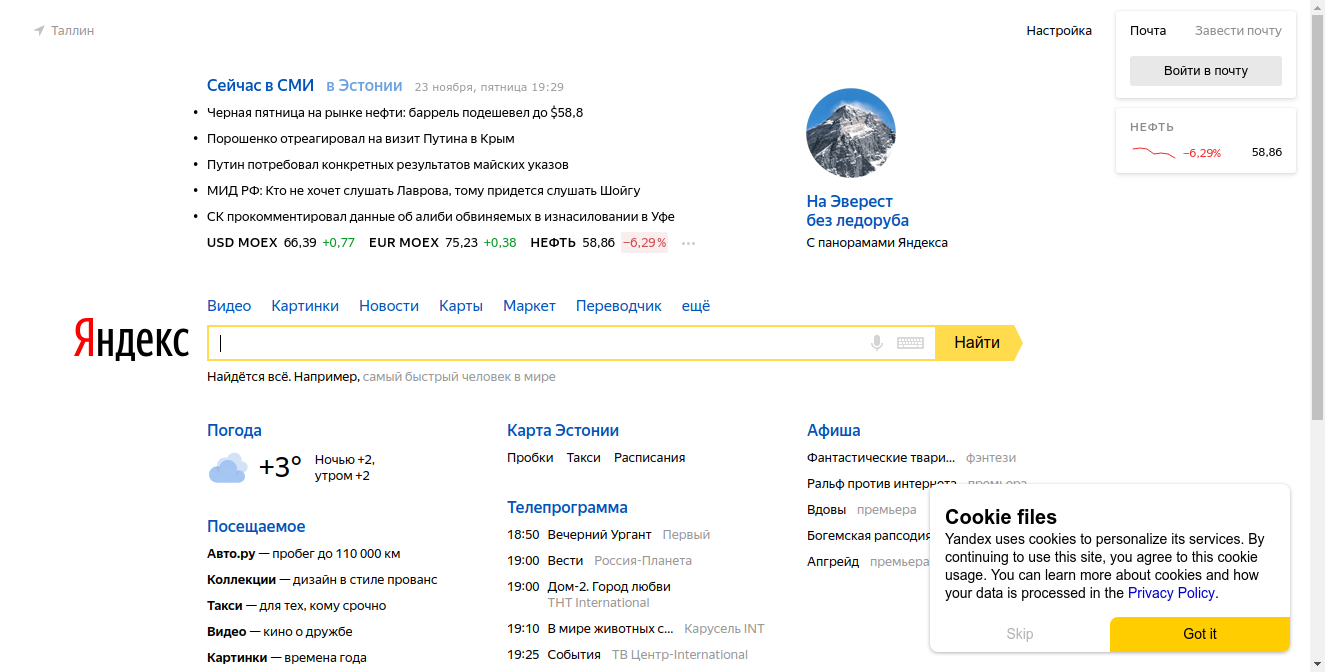 Таллин
Настройка
Почта Завести почту
Войти в почту
НЕФТЬ
−6,29% 58,86
Сейчас в СМИ в Эстонии 23 ноября, пятница 19:29
Черная пятница на рынке нефти: баррель подешевел до $58,8
Порошенко отреагировал на визит Путина в Крым
Путин потребовал конкретных результатов майских указов
МИД РФ: Кто не хочет слушать Лаврова, тому придется слушать Шойгу
СК прокомментировал данные об алиби обвиняемых в изнасиловании в Уфе
USD MOEX 66,39 +0,77 EUR MOEX 75,23 +0,38 НЕФТЬ 58,86 −6,29%
На Эверест
без ледоруба
С панорамами Яндекса
Видео Картинки Новости Карты Маркет Переводчик ещё
Яндекс
Найти
Найдётся всё. Например, самый быстрый человек в мире
Погода
+3° Ночью +2,
утром +2
Посещаемое
Авто.ру — пробег до 110 000 км
Коллекции — дизайн в стиле прованс
Такси — для тех, кому срочно
Видео — кино о дружбе
Картинки — времена года
Карта Эстонии
Пробки Такси Расписания
Телепрограмма
18:50 Вечерний Ургант Первый
19:00 Вести Россия-Планета
19:00 Дом-2. Город любви
ТНТ International
19:10 В мире животных с... Карусель INT
19:25 События ТВ Центр-International
Афиша
Фантастические твари... фэнтези
Ральф против интернета премьера
Вдовы премьера
Богемская рапсодия
Апгрейд премьера
Cookie files
Yandex uses cookies to personalize its services. By
continuing to use this site, you agree to this cookie
usage. You can learn more about cookies and how
your data is processed in the Privacy Policy.
Skip Got it